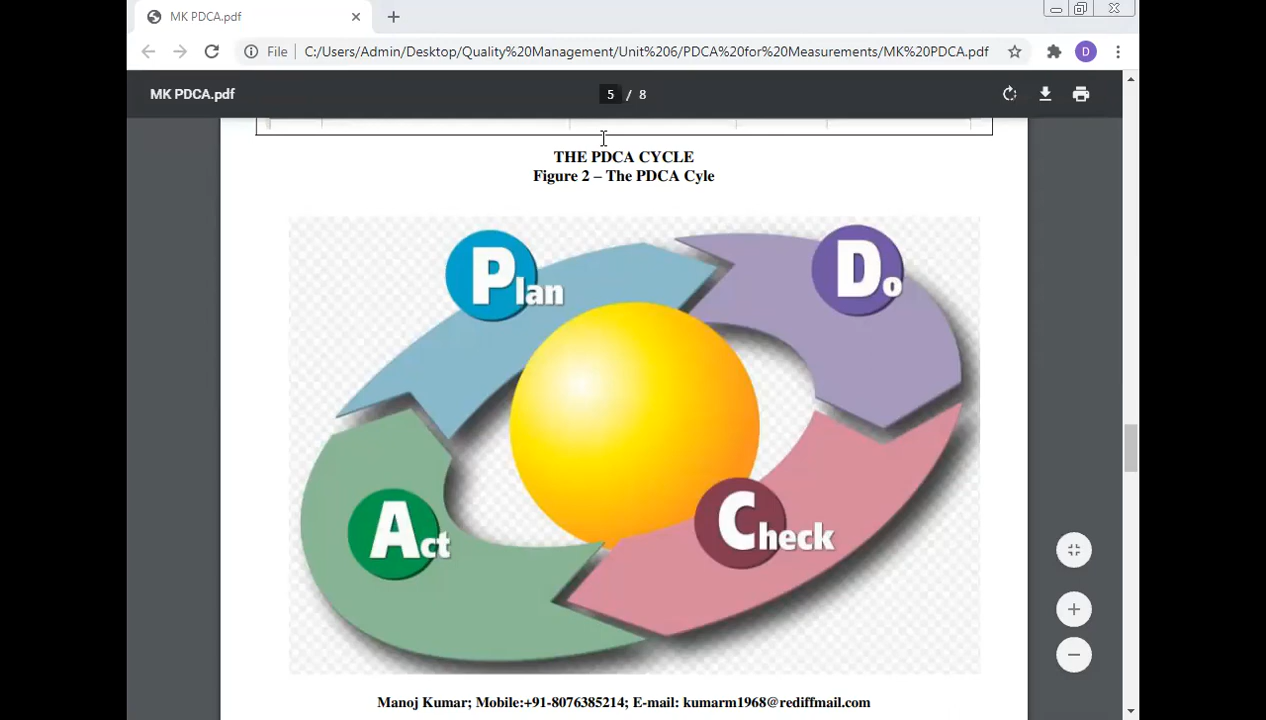 MK PDCA.pdf
File C:/Users/Admin/Desktop/Quality%20Management/Unit%206/PDCA%20for%20Measurements/MK%20PDCA.pdf D
MK PDCA.pdf 5 / 8
THE PDCA CYCLE
Figure 2 – The PDCA Cyle
Plan
Do
Act
Check
Manoj Kumar; Mobile:+91-8076385214; E-mail: kumarm1968@rediffmail.com